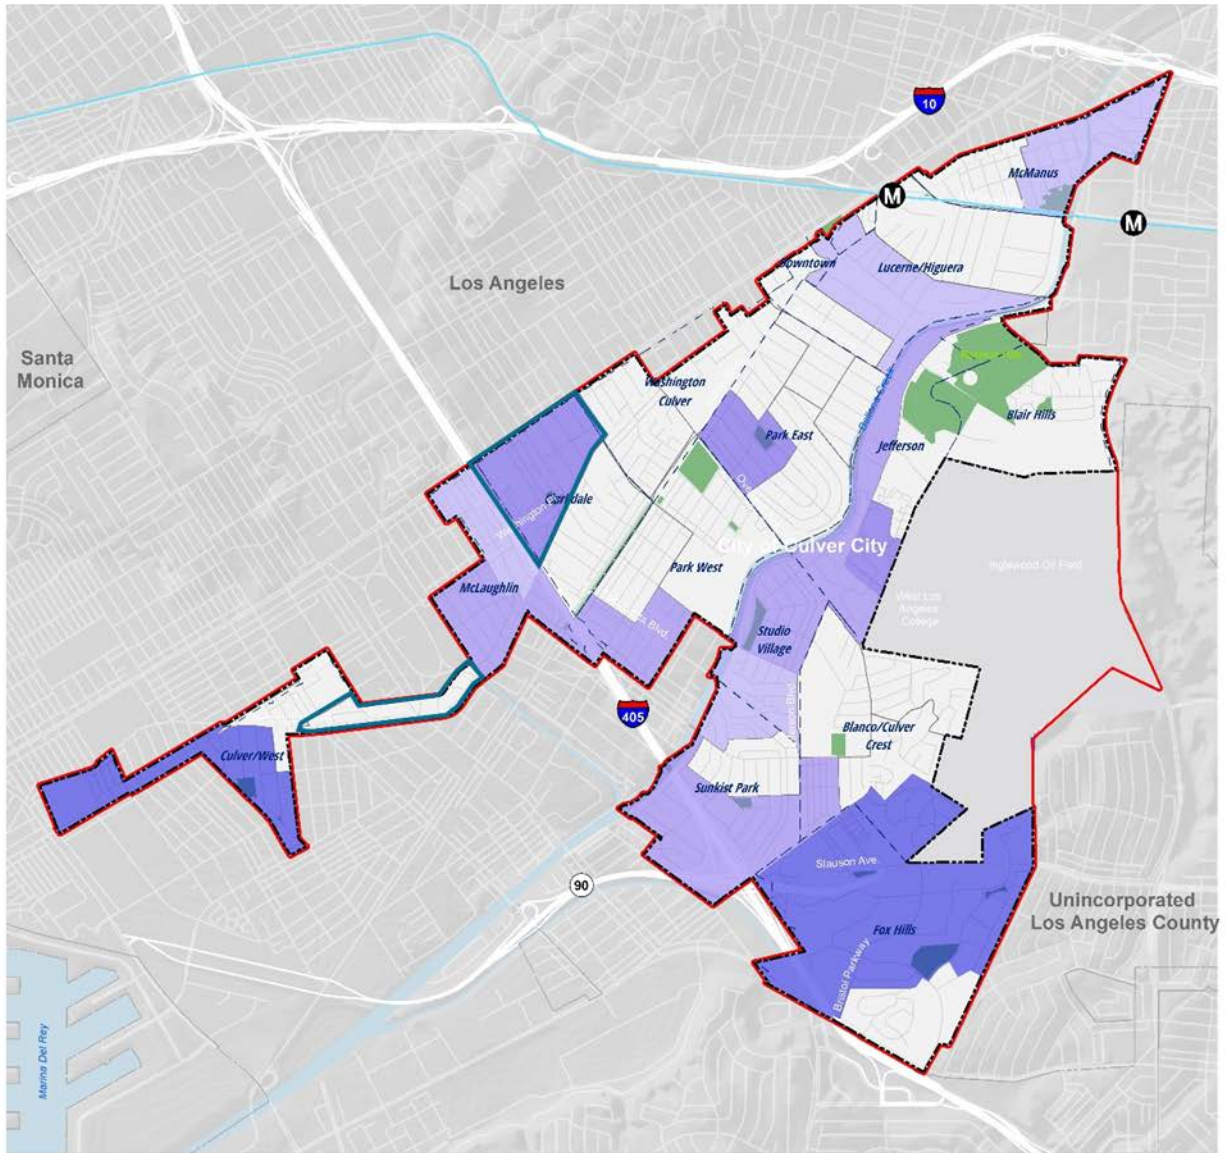 10
McManus
M
M
Downtown
Lucerne/Higuera
Los Angeles
Santa
Monica
Washington
Culver
Blair Hills
Park East
Jefferson
McLaughlin
City of Culver City
Park West
Inglewood Oil Field
West Los
Angeles
College
Studio
Village
405
Blanco/Culver
Crest
Culver/West
Sunkist Park
Slauson Ave.
90
Unincorporated
Los Angeles County
Fox Hills
Bristol Parkway
Marina Del Rey